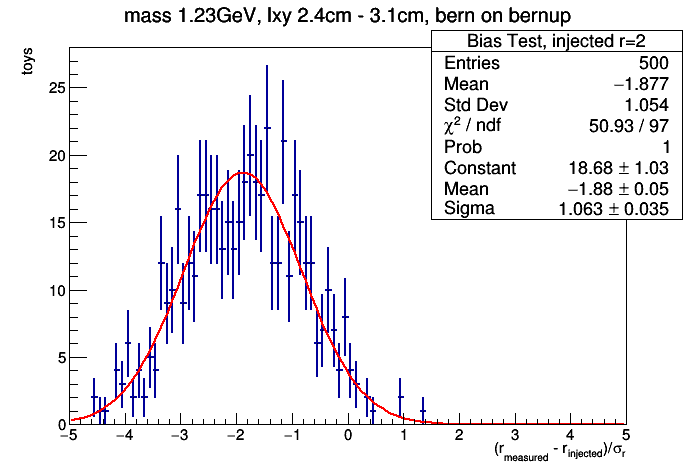 mass 1.23GeV, lxy 2.4cm - 3.1cm, bern on bernup
Bias Test, injected r=2
Entries 500
Mean −1.877
Std Dev 1.054
χ² / ndf 50.93 / 97
Prob 1
Constant 18.68 ± 1.03
Mean −1.88 ± 0.05
Sigma 1.063 ± 0.035
toys
25
20
15
10
5
0
−5 −4 −3 −2 −1 0 1 2 3 4 5
(r_measured - r_injected)/σ_r